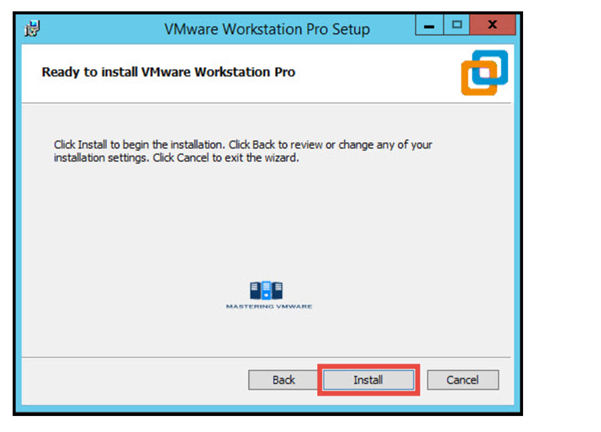 VMware Workstation Pro Setup
Ready to install VMware Workstation Pro
Click Install to begin the installation. Click Back to review or change any of your
installation settings. Click Cancel to exit the wizard.
MASTERING VMWARE
Back Install Cancel